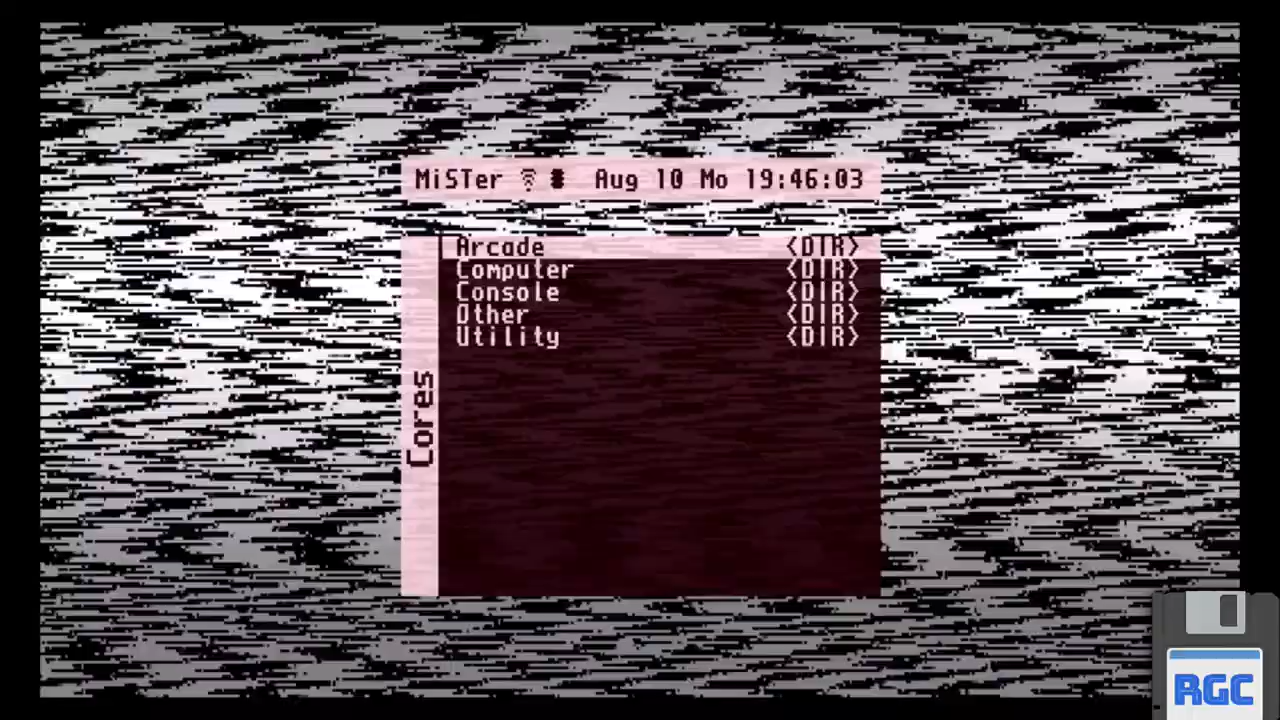 MiSTer Aug 10 Mo 19:46:03
Arcade <DIR>
Computer <DIR>
Console <DIR>
Other <DIR>
Utility <DIR>
Cores
RGC